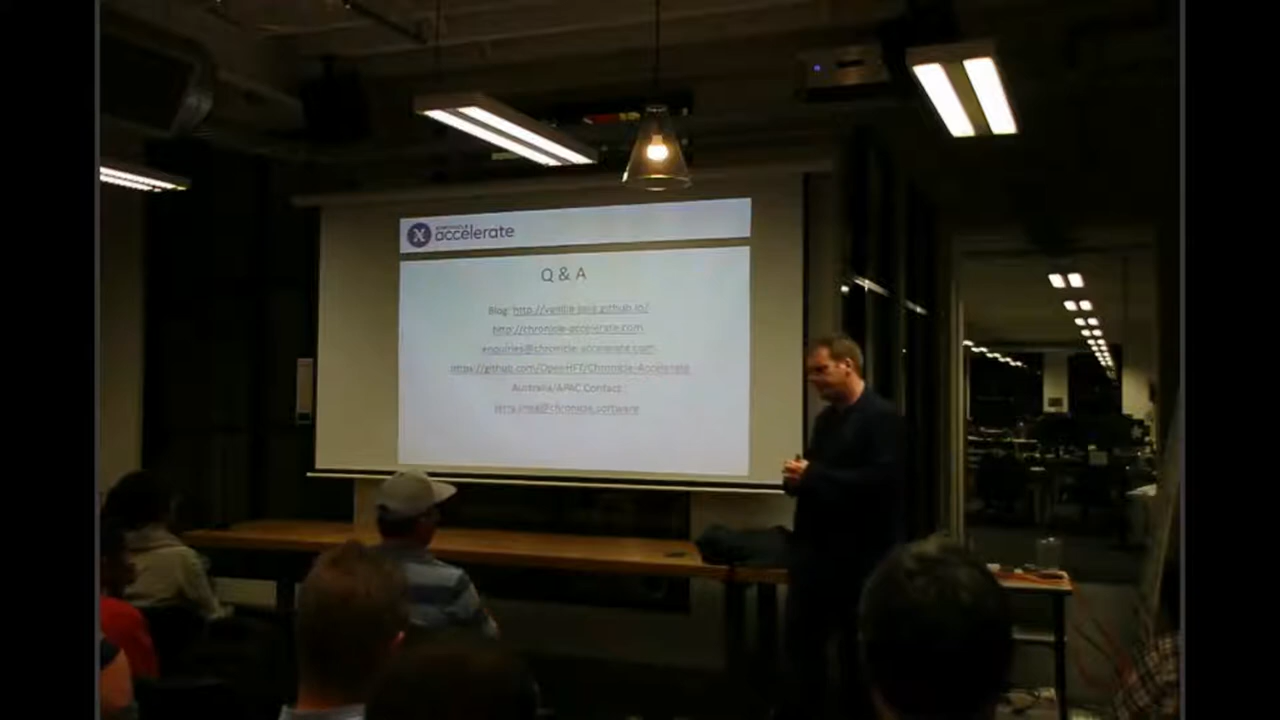 accelerate
Q & A
Blog: http://vanilla-java.github.io/
http://chronicle-accelerate.com
enquiries@chronicle-accelerate.com
https://github.com/OpenHFT/Chronicle-Accelerate
Australia/APAC Contact: